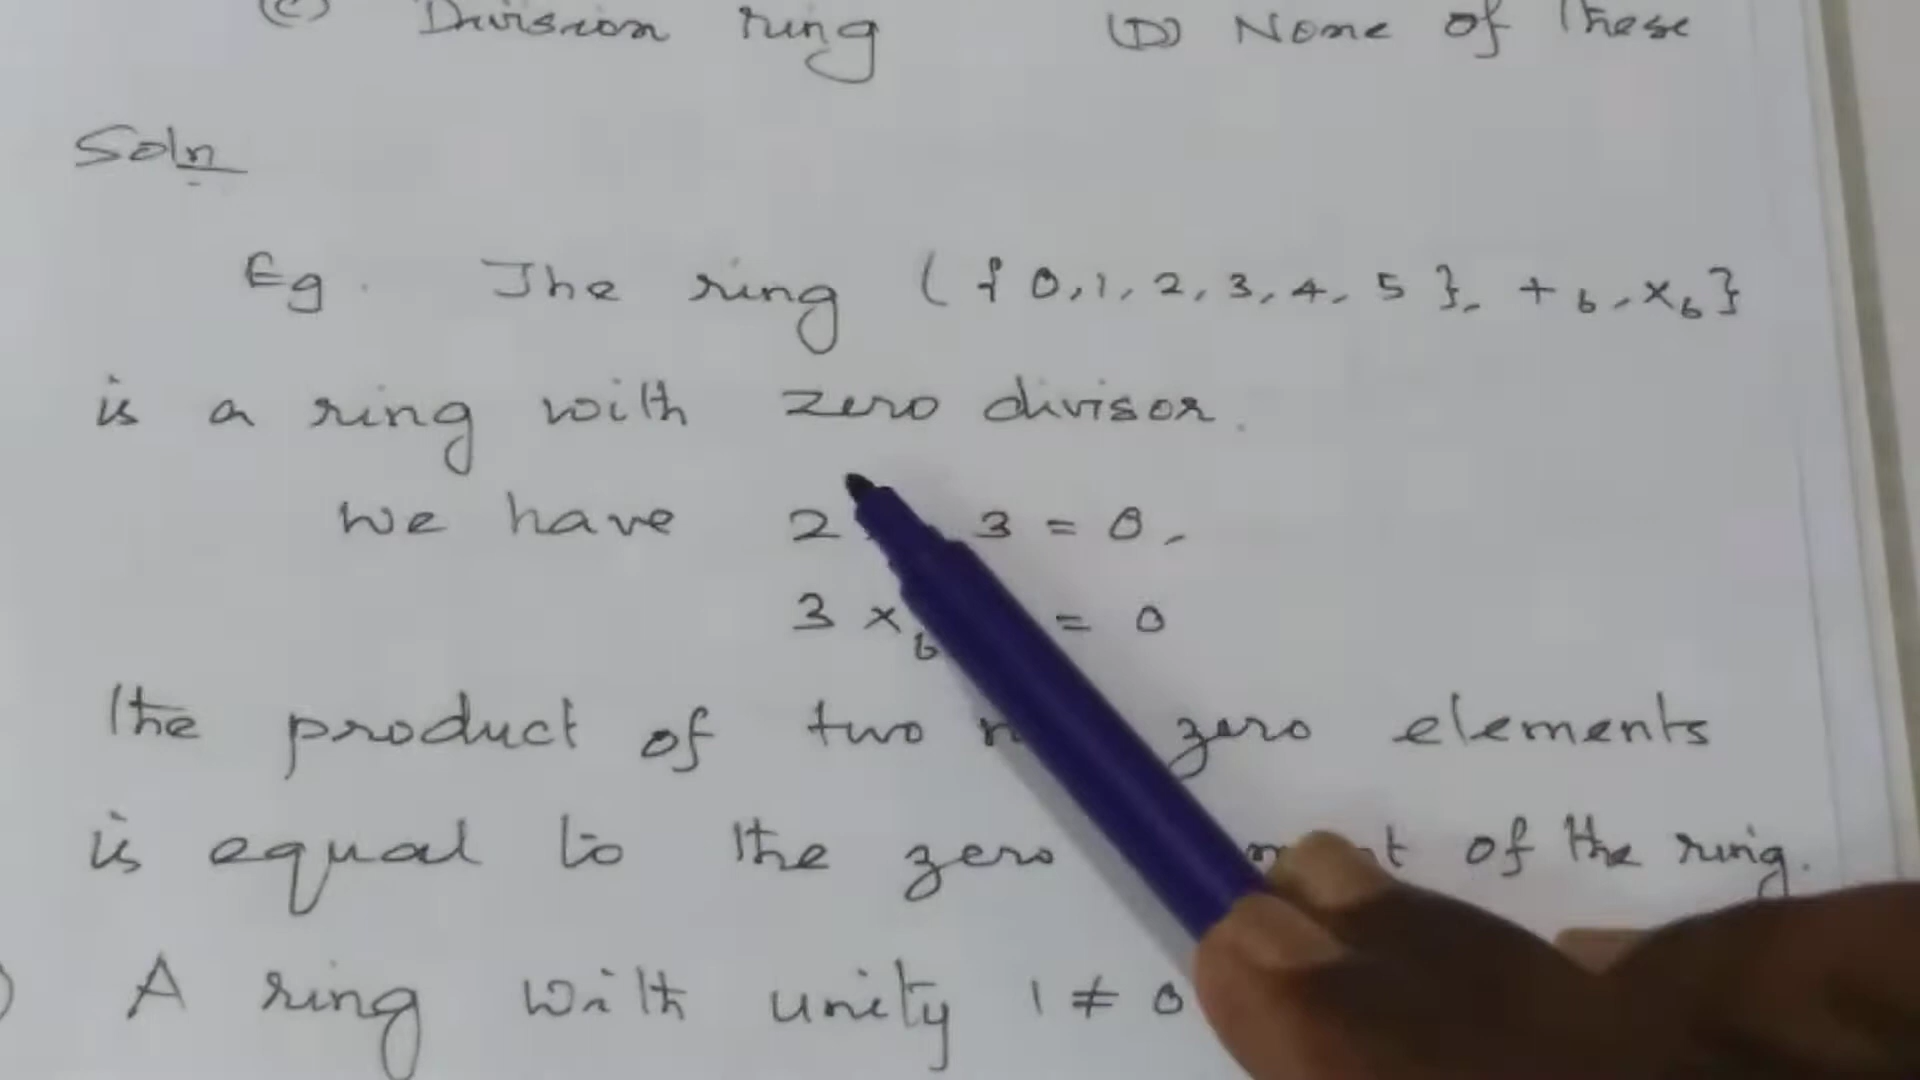 (C) Division ring (D) None of these
Soln
Eg. The ring ({0,1,2,3,4,5}, +6, ×6}
is a ring with zero divisor.
we have 2 3 = 0,
3 ×6 = 0
the product of two zero elements
is equal to the zero of the ring.
A ring with unity 1 ≠ 0